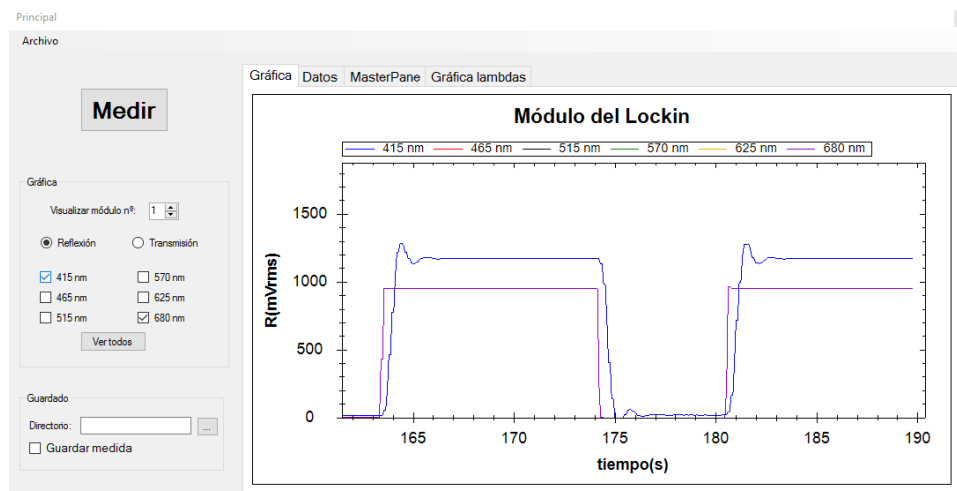 Principal
Archivo
Medir
Gráfica
Visualizar módulo nº: 1
Reflexión Transmisión
415 nm 570 nm
465 nm 625 nm
515 nm 680 nm
Ver todos
Guardado
Directorio: ...
Guardar medida
Gráfica Datos MasterPane Gráfica lambdas
Módulo del Lockin
415 nm 465 nm 515 nm 570 nm 625 nm 680 nm
R(mVrms)
1500
1000
500
0
165 170 175 180 185 190
tiempo(s)